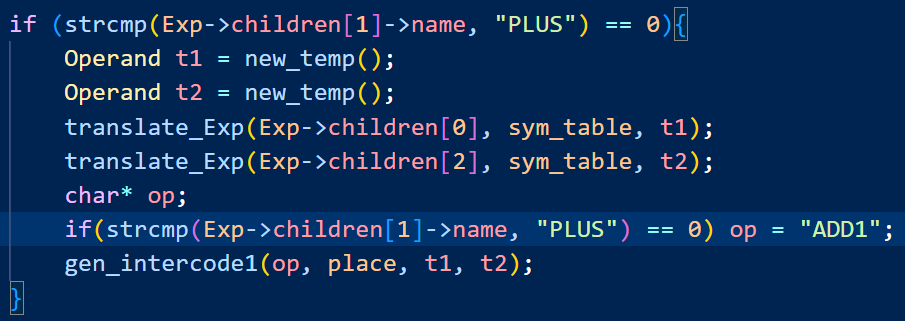 if (strcmp(Exp->children[1]->name, "PLUS") == 0){
    Operand t1 = new_temp();
    Operand t2 = new_temp();
    translate_Exp(Exp->children[0], sym_table, t1);
    translate_Exp(Exp->children[2], sym_table, t2);
    char* op;
    if(strcmp(Exp->children[1]->name, "PLUS") == 0) op = "ADD1";
    gen_intercode1(op, place, t1, t2);
}